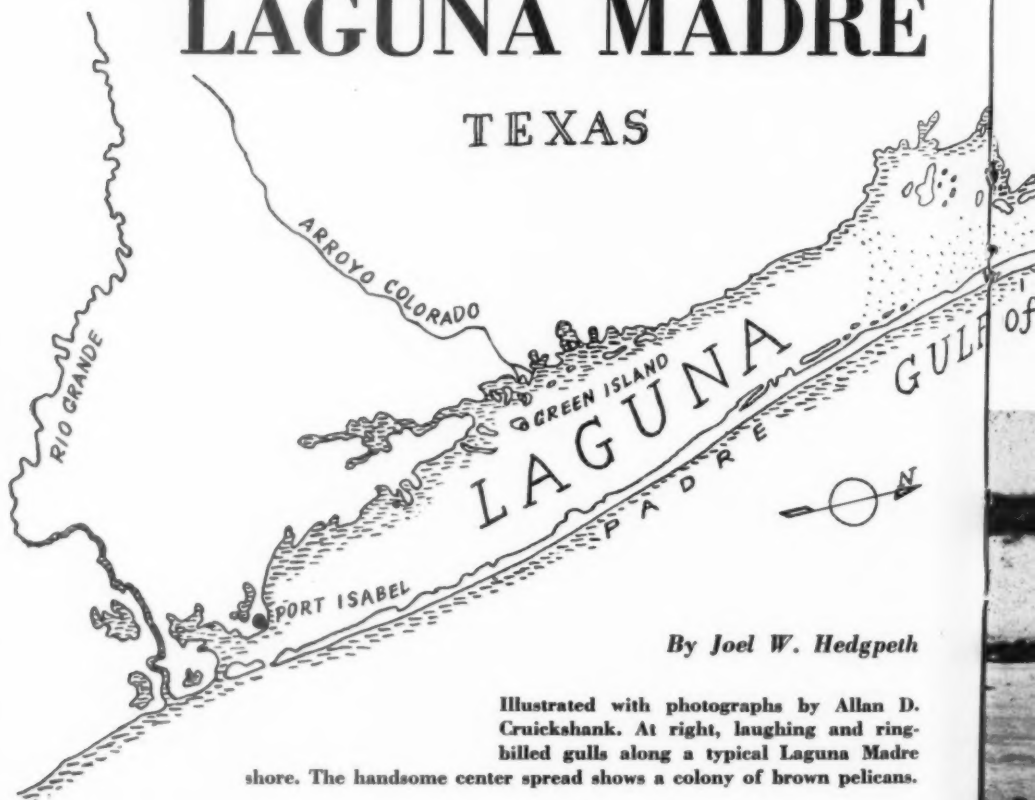 LAGUNA MADRE
TEXAS
ARROYO COLORADO
RIO GRANDE
GREEN ISLAND
LAGUNA
PADRE
GULF of
N
PORT ISABEL
By Joel W. Hedgpeth
Illustrated with photographs by Allan D.
Cruickshank. At right, laughing and ring-
billed gulls along a typical Laguna Madre
shore. The handsome center spread shows a colony of brown pelicans.